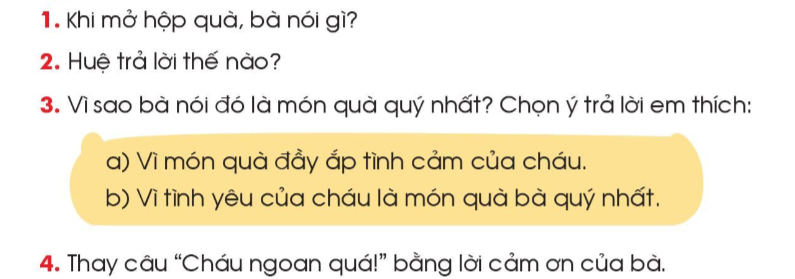 1. Khi mở hộp quà, bà nói gì?
2. Huệ trả lời thế nào?
3. Vì sao bà nói đó là món quà quý nhất? Chọn ý trả lời em thích:
a) Vì món quà đầy ắp tình cảm của cháu.
b) Vì tình yêu của cháu là món quà bà quý nhất.
4. Thay câu “Cháu ngoan quá!” bằng lời cảm ơn của bà.